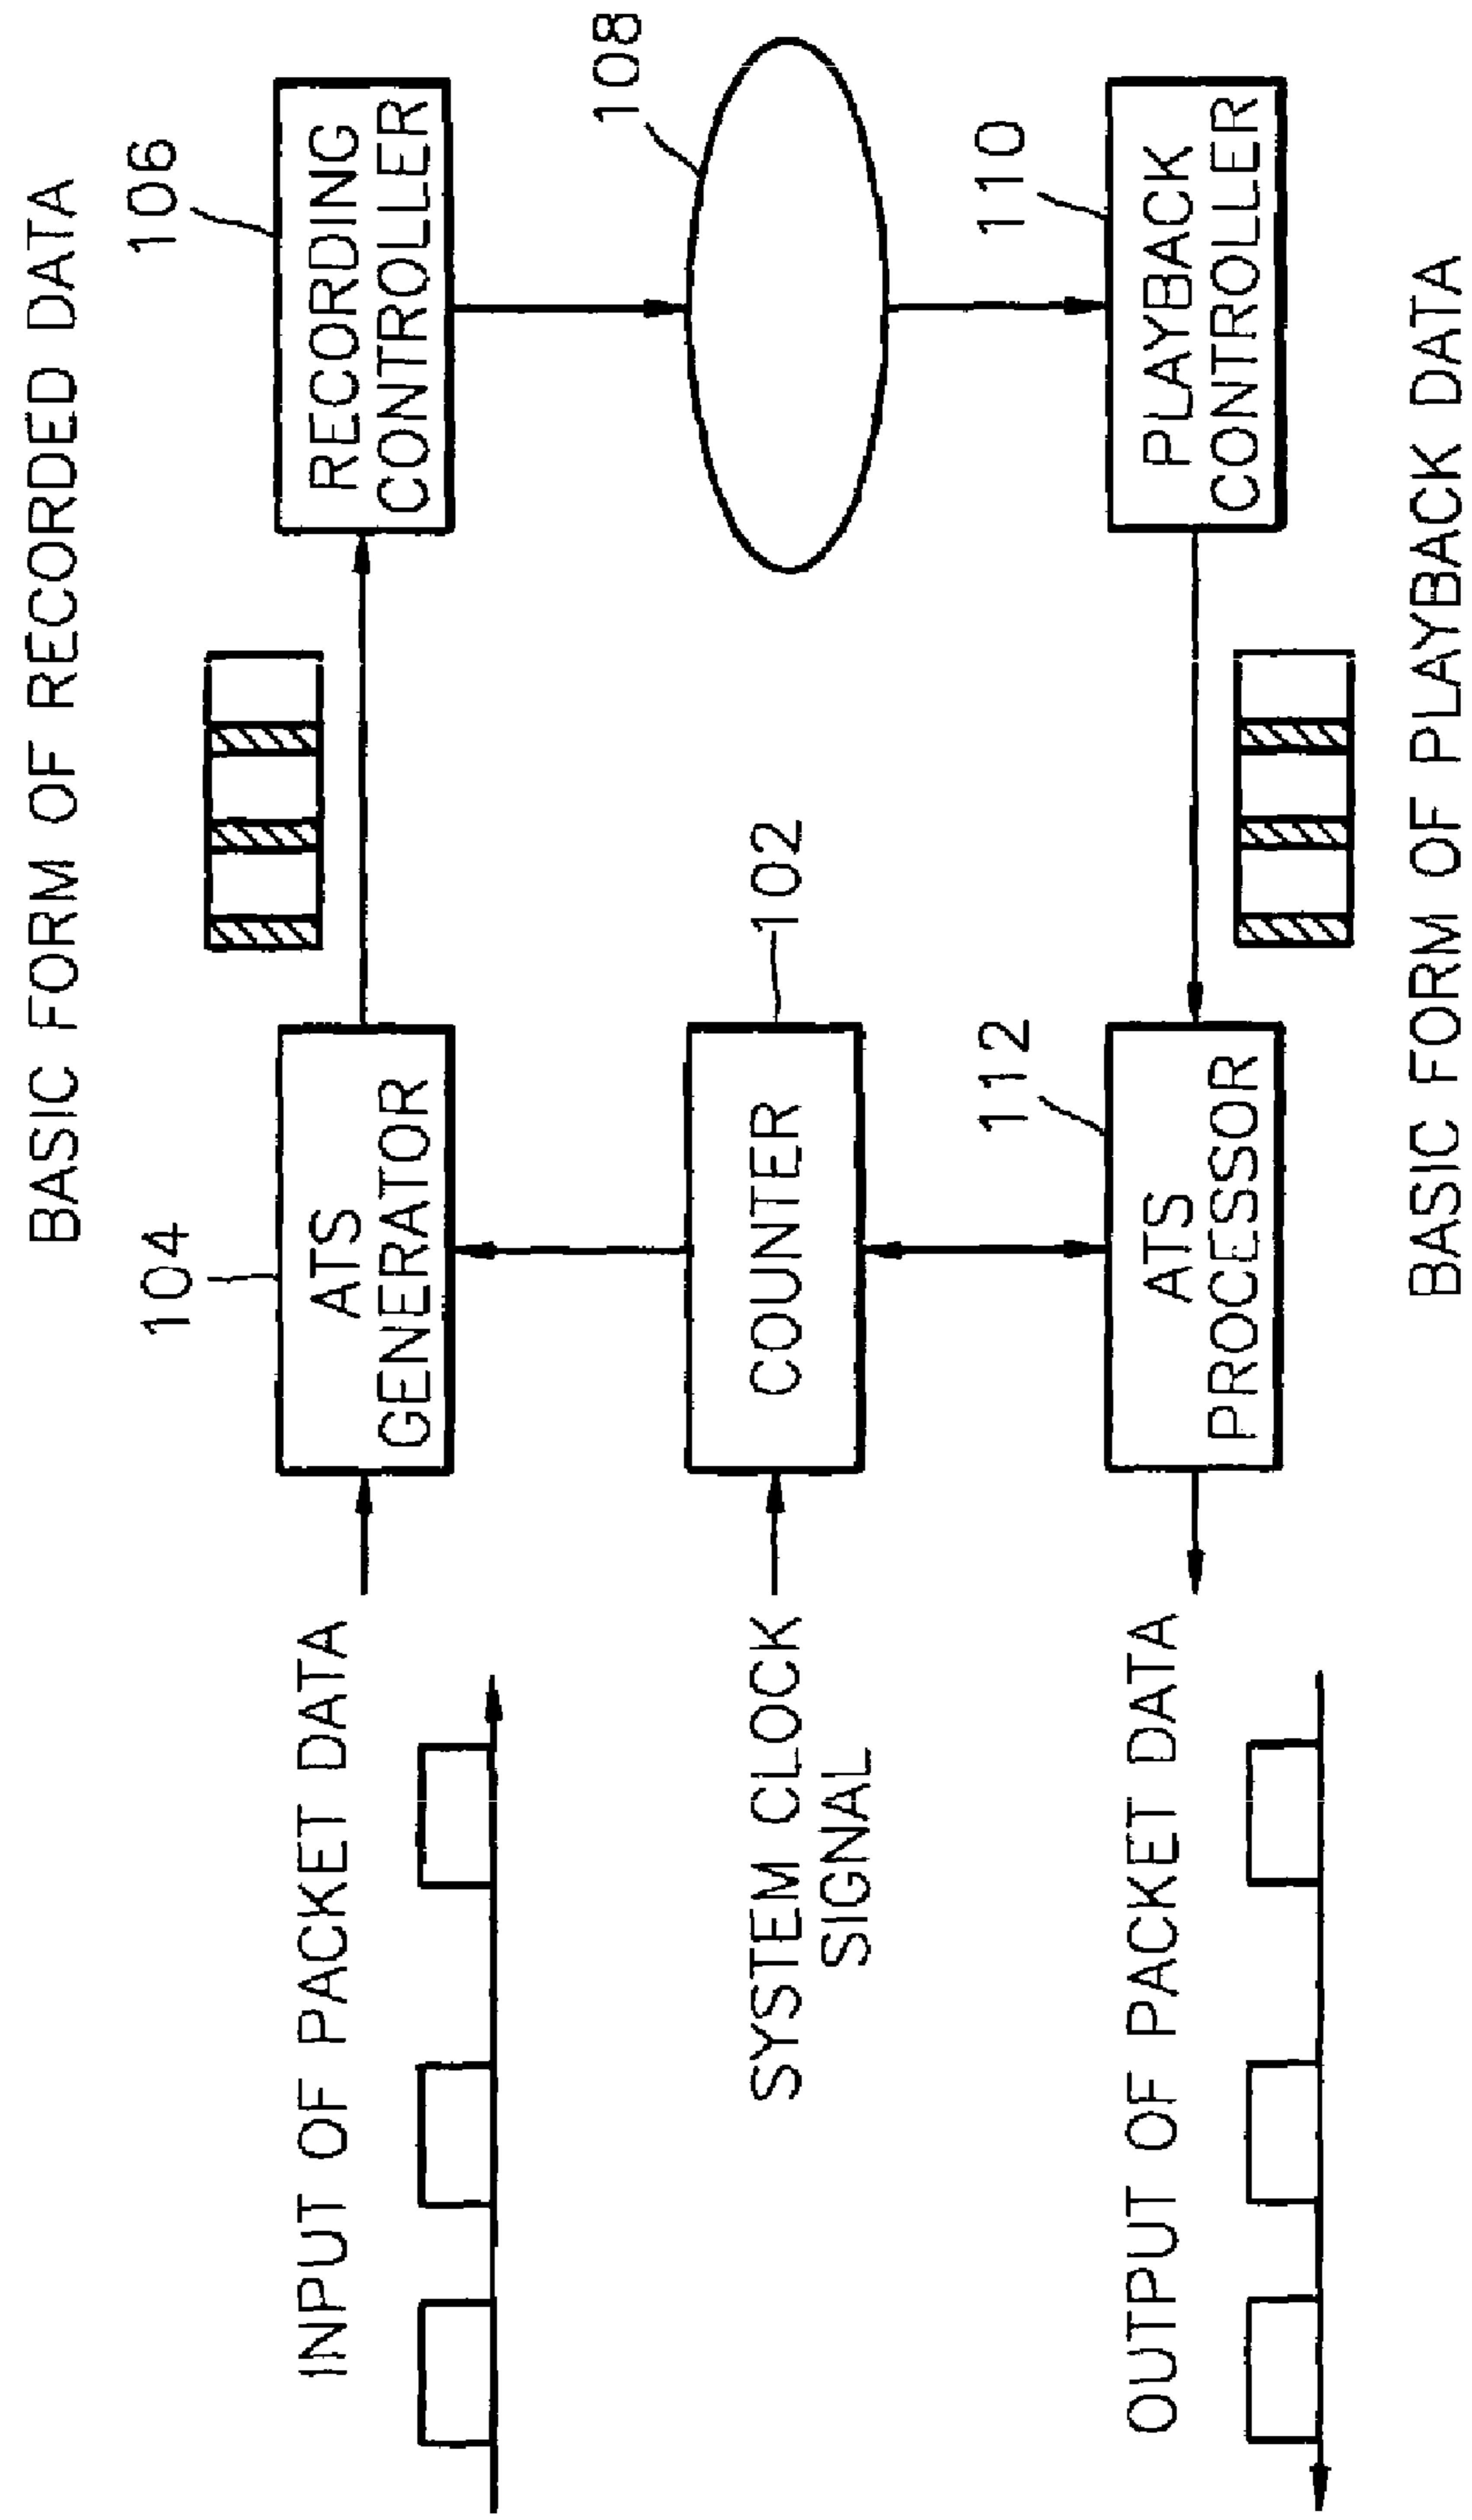 BASIC FORM OF RECORDED DATA
104
106
INPUT OF PACKET DATA
ATS
GENERATOR
RECORDING
CONTROLLER
108
102
SYSTEM CLOCK
SIGNAL
COUNTER
112
110
OUTPUT OF PACKET DATA
ATS
PROCESSOR
PLAYBACK
CONTROLLER
BASIC FORM OF PLAYBACK DATA